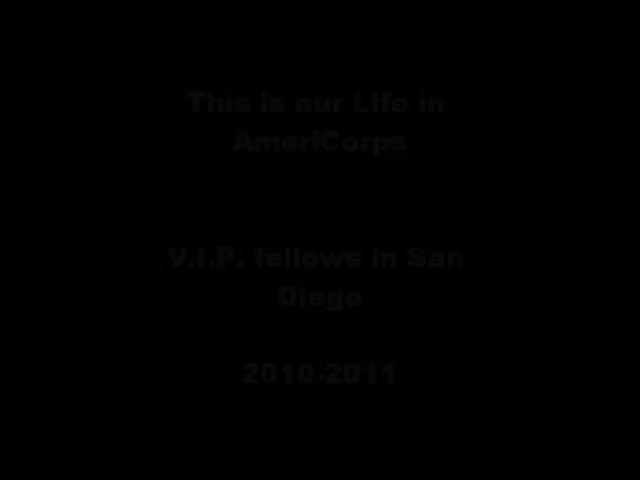 This is our Life in
AmeriCorps
V.I.P. fellows in San
Diego
2010-2011